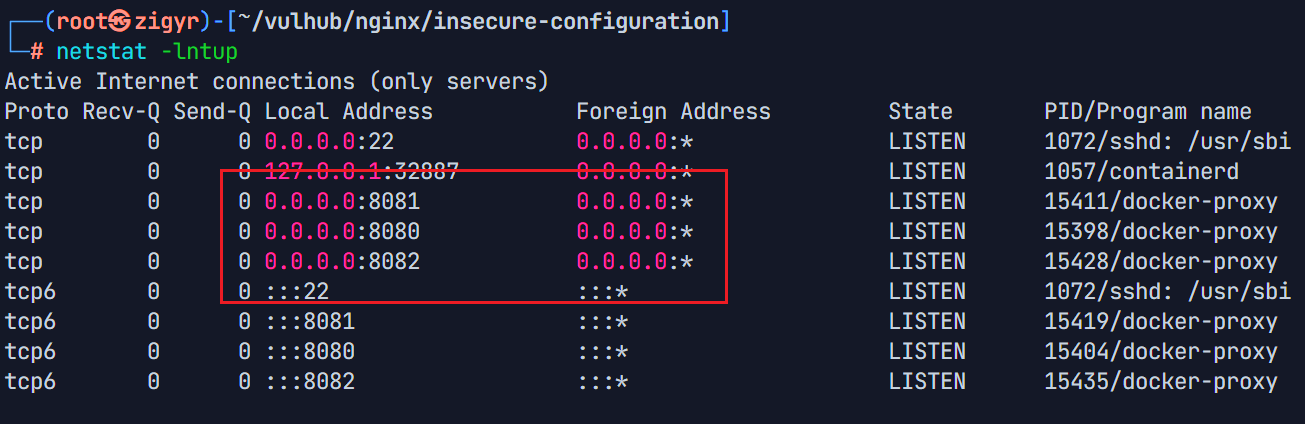 ┌──(root㉿zigyr)-[~/vulhub/nginx/insecure-configuration]
└─# netstat -lntup
Active Internet connections (only servers)
Proto Recv-Q Send-Q Local Address           Foreign Address         State       PID/Program name
tcp        0      0 0.0.0.0:22              0.0.0.0:*               LISTEN      1072/sshd: /usr/sbi
tcp        0      0 127.0.0.1:32887         0.0.0.0:*               LISTEN      1057/containerd
tcp        0      0 0.0.0.0:8081            0.0.0.0:*               LISTEN      15411/docker-proxy
tcp        0      0 0.0.0.0:8080            0.0.0.0:*               LISTEN      15398/docker-proxy
tcp        0      0 0.0.0.0:8082            0.0.0.0:*               LISTEN      15428/docker-proxy
tcp6       0      0 :::22                   :::*                    LISTEN      1072/sshd: /usr/sbi
tcp6       0      0 :::8081                 :::*                    LISTEN      15419/docker-proxy
tcp6       0      0 :::8080                 :::*                    LISTEN      15404/docker-proxy
tcp6       0      0 :::8082                 :::*                    LISTEN      15435/docker-proxy